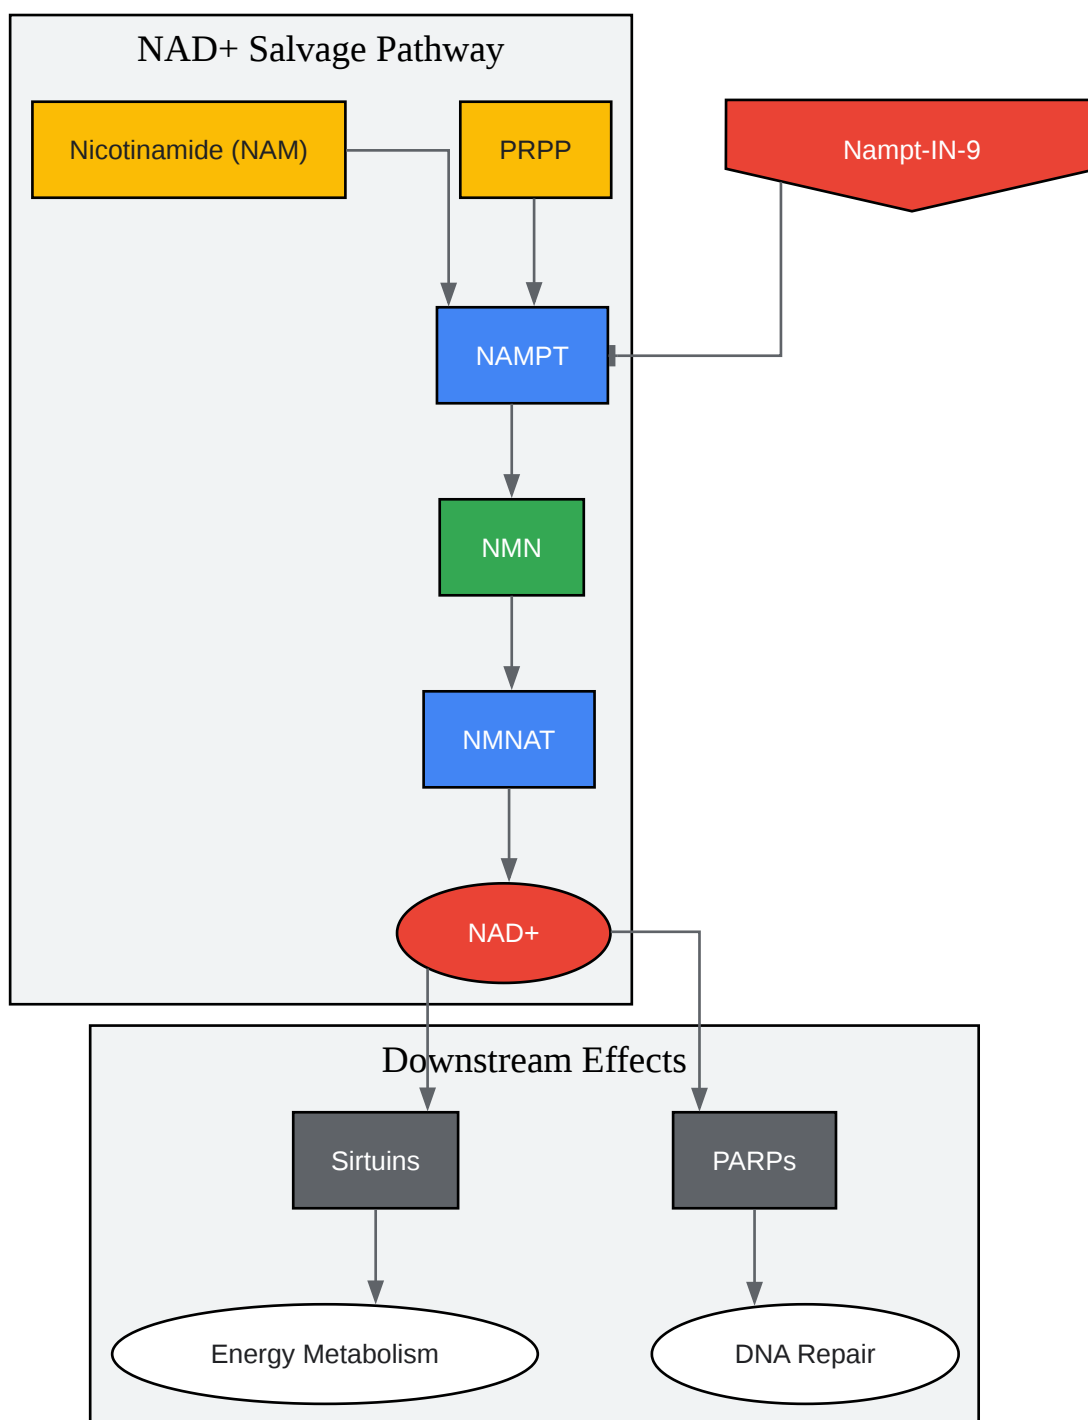 NAD+ Salvage Pathway
Nicotinamide (NAM)
PRPP
Nampt-IN-9
NAMPT
NMN
NMNAT
NAD+
Downstream Effects
Sirtuins
PARPs
Energy Metabolism
DNA Repair